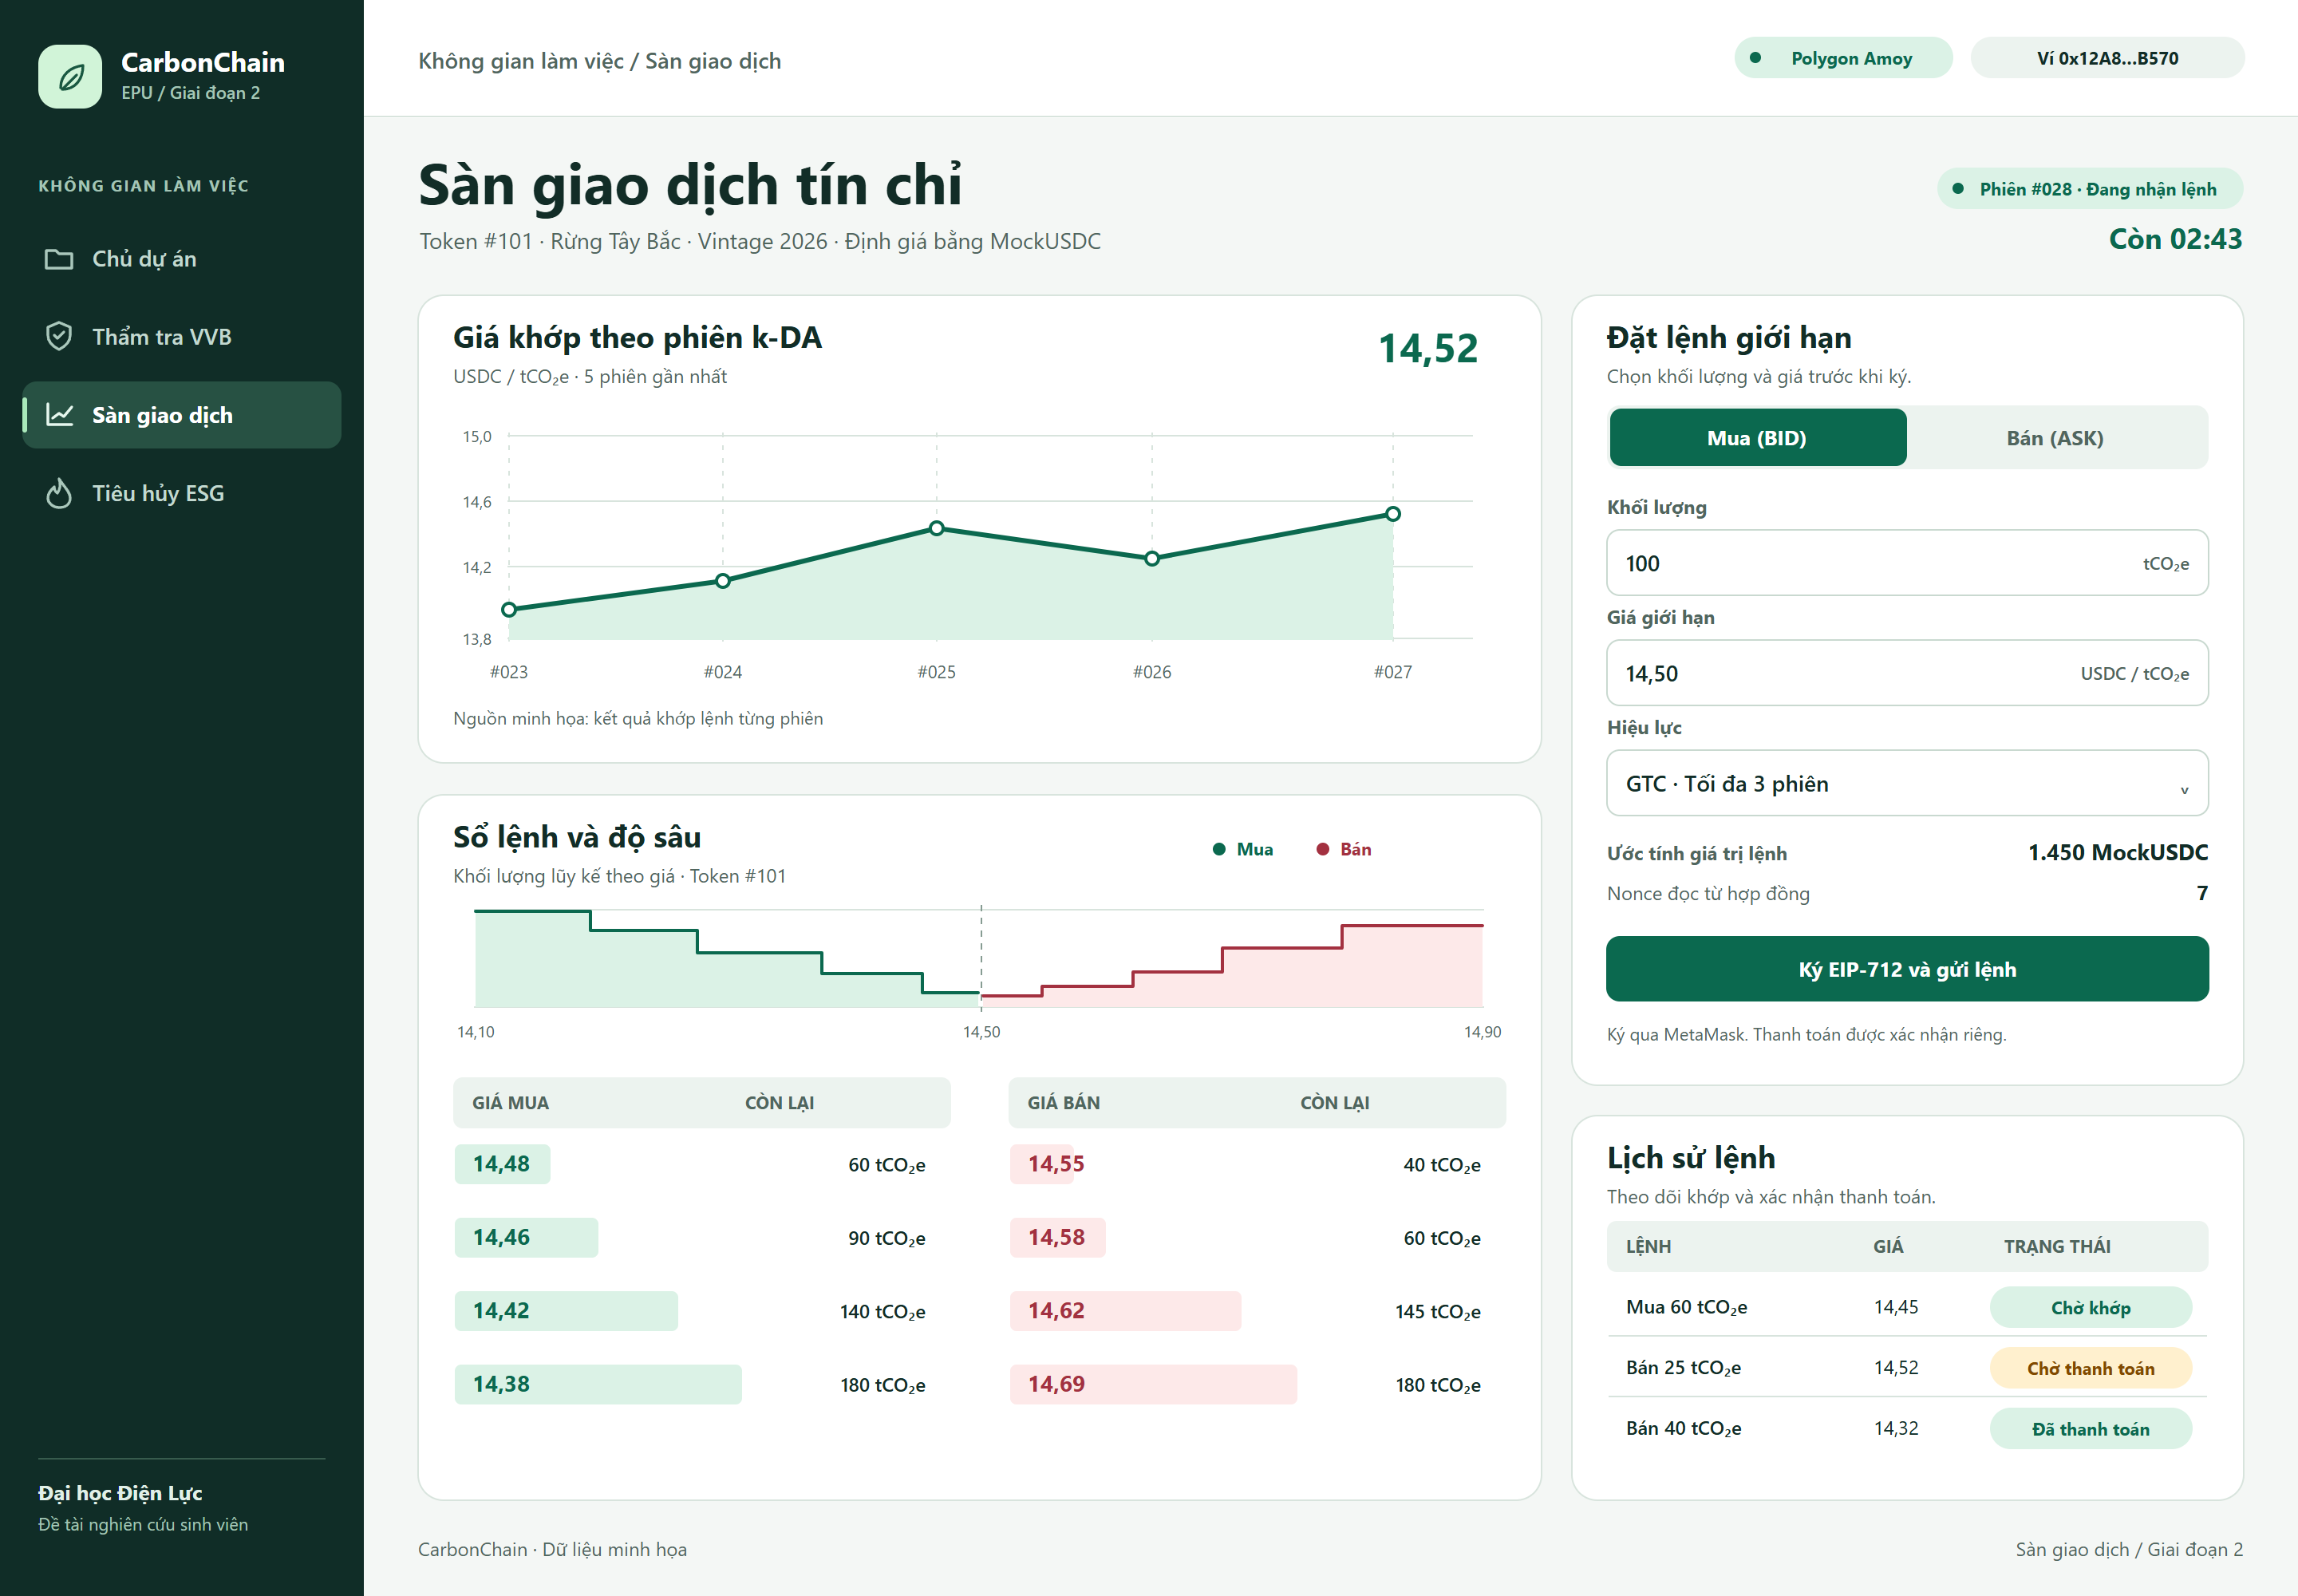 CarbonChain
EPU / Giai đoạn 2
KHÔNG GIAN LÀM VIỆC
Chủ dự án
Thẩm tra VVB
Sàn giao dịch
Tiêu hủy ESG
Đại học Điện Lực
Đề tài nghiên cứu sinh viên
Không gian làm việc / Sàn giao dịch
Polygon Amoy
Ví 0x12A8...B570
Sàn giao dịch tín chỉ
Token #101 · Rừng Tây Bắc · Vintage 2026 · Định giá bằng MockUSDC
Phiên #028 · Đang nhận lệnh
Còn 02:43
Giá khớp theo phiên k-DA
USDC / tCO₂e · 5 phiên gần nhất
14,52
15,0
14,6
14,2
13,8
#023 #024 #025 #026 #027
Nguồn minh họa: kết quả khớp lệnh từng phiên
Sổ lệnh và độ sâu
Khối lượng lũy kế theo giá · Token #101
Mua Bán
14,10 14,50 14,90
GIÁ MUA CÒN LẠI
14,48 60 tCO₂e
14,46 90 tCO₂e
14,42 140 tCO₂e
14,38 180 tCO₂e
GIÁ BÁN CÒN LẠI
14,55 40 tCO₂e
14,58 60 tCO₂e
14,62 145 tCO₂e
14,69 180 tCO₂e
Đặt lệnh giới hạn
Chọn khối lượng và giá trước khi ký.
Mua (BID) Bán (ASK)
Khối lượng
100 tCO₂e
Giá giới hạn
14,50 USDC / tCO₂e
Hiệu lực
GTC · Tối đa 3 phiên
Ước tính giá trị lệnh 1.450 MockUSDC
Nonce đọc từ hợp đồng 7
Ký EIP-712 và gửi lệnh
Ký qua MetaMask. Thanh toán được xác nhận riêng.
Lịch sử lệnh
Theo dõi khớp và xác nhận thanh toán.
LỆNH GIÁ TRẠNG THÁI
Mua 60 tCO₂e 14,45 Chờ khớp
Bán 25 tCO₂e 14,52 Chờ thanh toán
Bán 40 tCO₂e 14,32 Đã thanh toán
CarbonChain · Dữ liệu minh họa
Sàn giao dịch / Giai đoạn 2